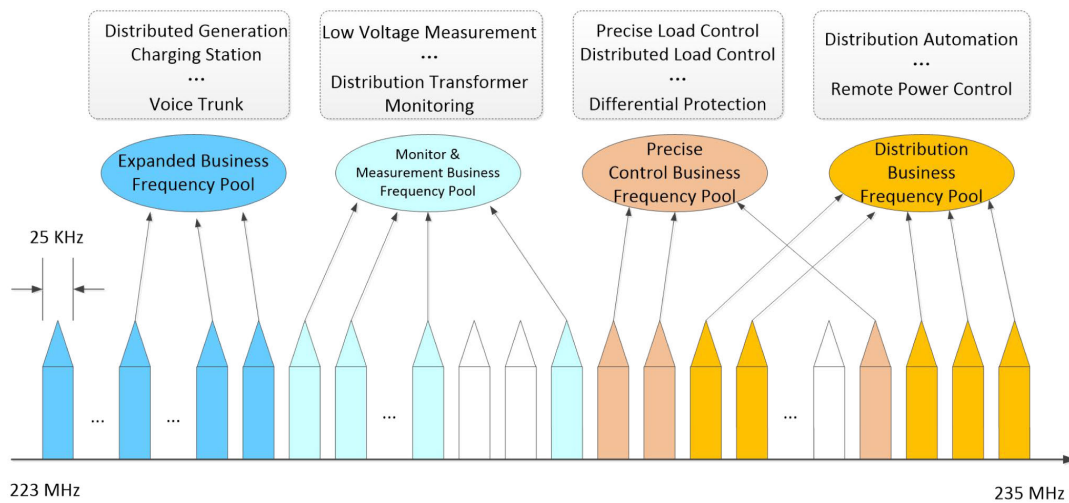 Distributed Generation
Charging Station
...
Voice Trunk
Low Voltage Measurement
...
Distribution Transformer
Monitoring
Precise Load Control
Distributed Load Control
...
Differential Protection
Distribution Automation
...
Remote Power Control
Expanded Business
Frequency Pool
Monitor &
Measurement Business
Frequency Pool
Precise
Control Business
Frequency Pool
Distribution
Business
Frequency Pool
25 KHz
... ... ... ...
223 MHz
235 MHz